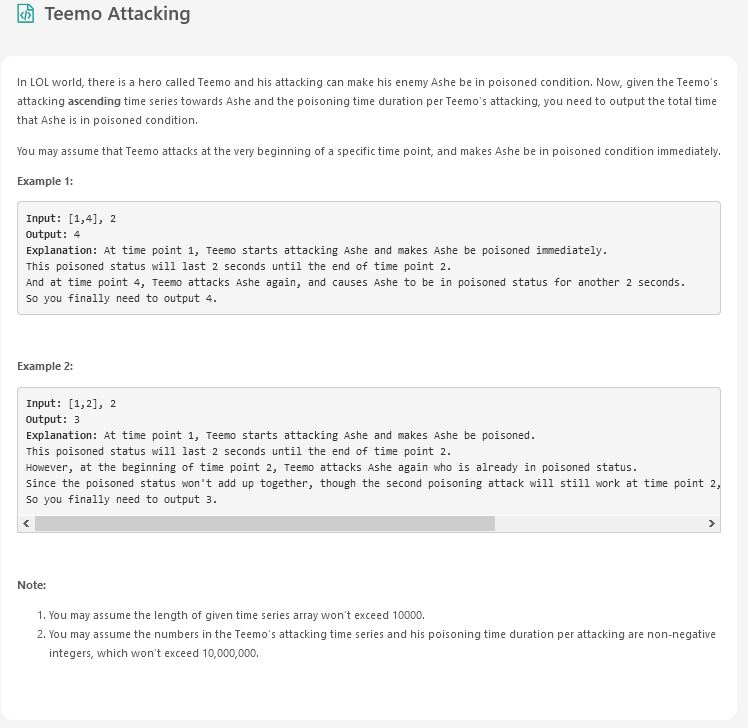 Teemo Attacking
In LOL world, there is a hero called Teemo and his attacking can make his enemy Ashe be in poisoned condition. Now, given the Teemo's
attacking ascending time series towards Ashe and the poisoning time duration per Teemo's attacking, you need to output the total time
that Ashe is in poisoned condition.
You may assume that Teemo attacks at the very beginning of a specific time point, and makes Ashe be in poisoned condition immediately.
Example 1:
Input: [1,4], 2
Output: 4
Explanation: At time point 1, Teemo starts attacking Ashe and makes Ashe be poisoned immediately.
This poisoned status will last 2 seconds until the end of time point 2.
And at time point 4, Teemo attacks Ashe again, and causes Ashe to be in poisoned status for another 2 seconds.
So you finally need to output 4.
Example 2:
Input: [1,2], 2
Output: 3
Explanation: At time point 1, Teemo starts attacking Ashe and makes Ashe be poisoned.
This poisoned status will last 2 seconds until the end of time point 2.
However, at the beginning of time point 2, Teemo attacks Ashe again who is already in poisoned status.
Since the poisoned status won't add up together, though the second poisoning attack will still work at time point 2,
So you finally need to output 3.
Note:
1. You may assume the length of given time series array won't exceed 10000.
2. You may assume the numbers in the Teemo's attacking time series and his poisoning time duration per attacking are non-negative
integers, which won't exceed 10,000,000.